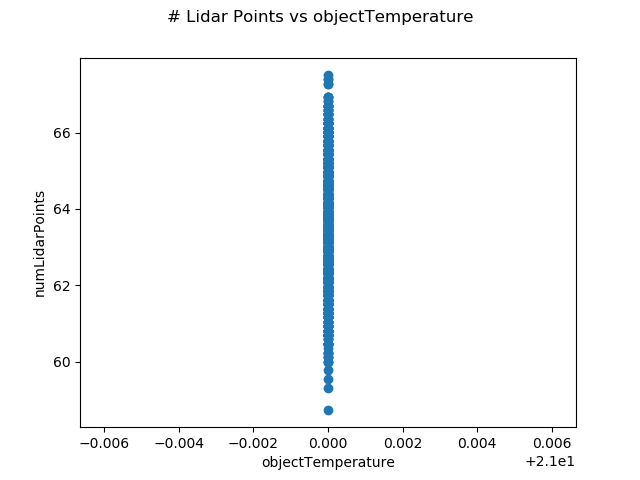 # Lidar Points vs objectTemperature
66
64
62
60
numLidarPoints
−0.006 −0.004 −0.002 0.000 0.002 0.004 0.006
objectTemperature
+2.1e1